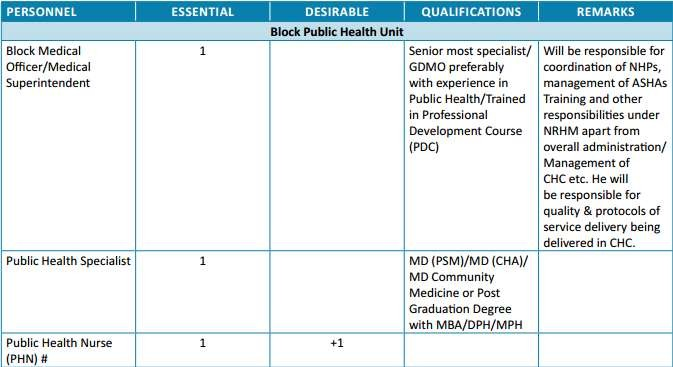 PERSONNEL ESSENTIAL DESIRABLE QUALIFICATIONS REMARKS
Block Public Health Unit
Block Medical
Officer/Medical
Superintendent
1
Senior most specialist/
GDMO preferably
with experience in
Public Health/Trained
in Professional
Development Course
(PDC)
Will be responsible for
coordination of NHPs,
management of ASHAs
Training and other
responsibilities under
NRHM apart from
overall administration/
Management of
CHC etc. He will
be responsible for
quality & protocols of
service delivery being
delivered in CHC.
Public Health Specialist
1
MD (PSM)/MD (CHA)/
MD Community
Medicine or Post
Graduation Degree
with MBA/DPH/MPH
Public Health Nurse
(PHN) #
1
+1